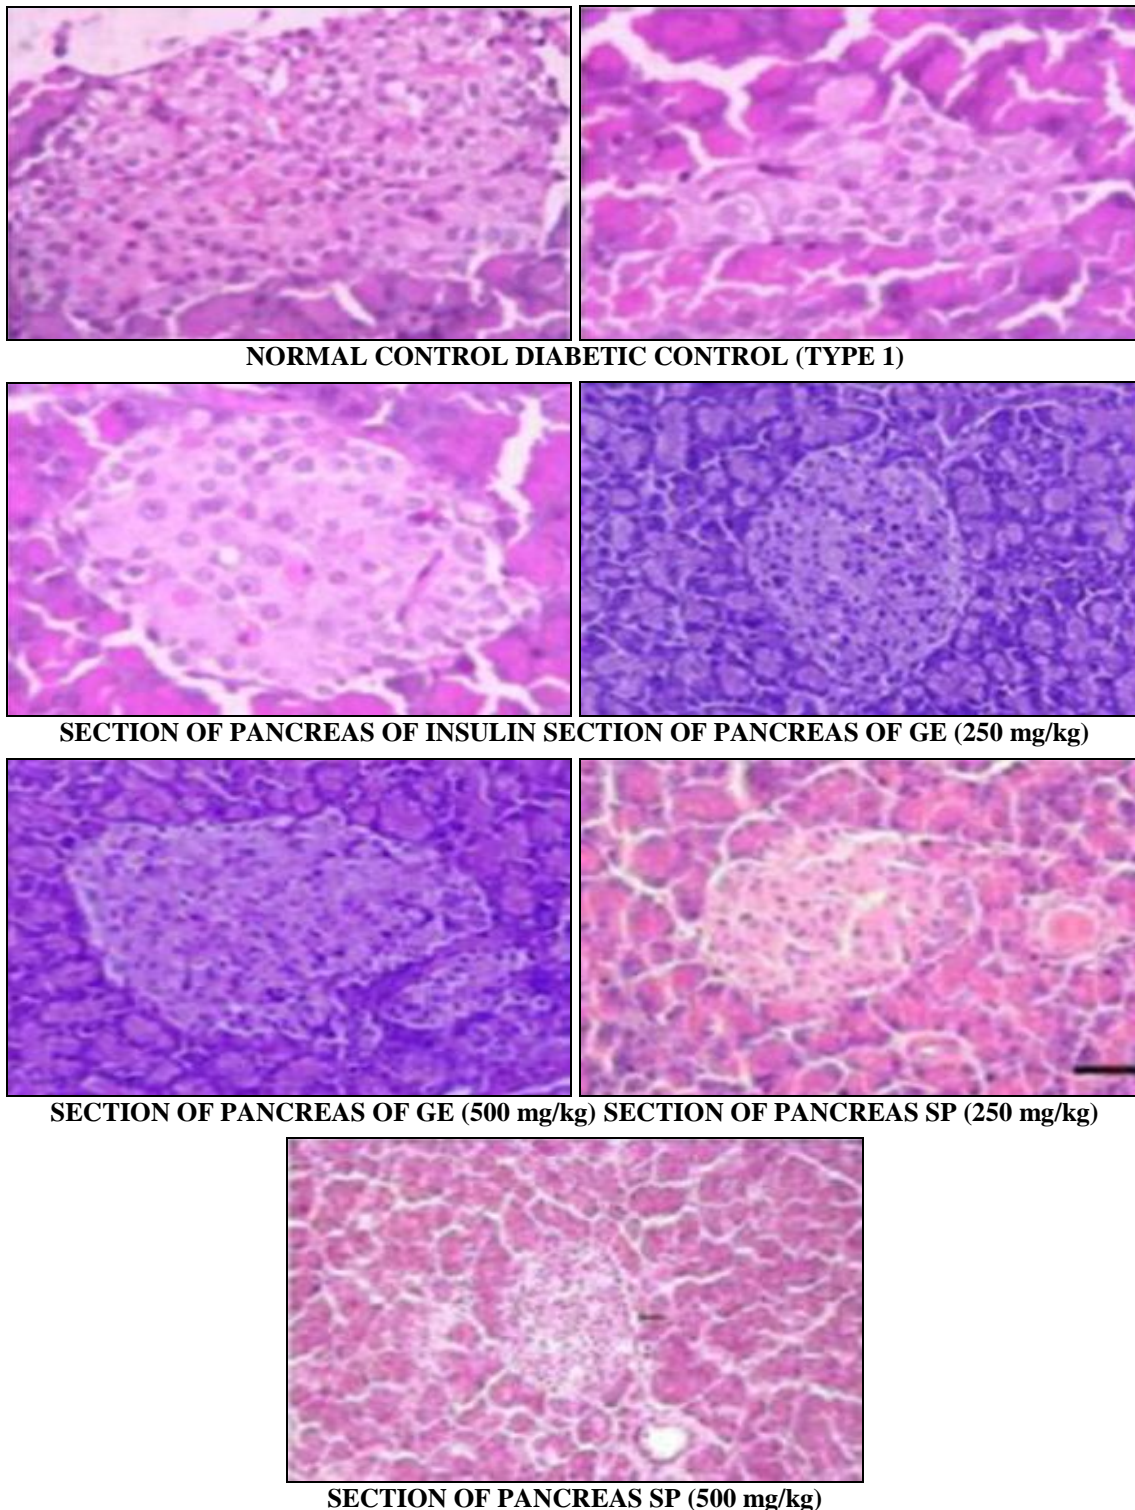 NORMAL CONTROL DIABETIC CONTROL (TYPE 1)
SECTION OF PANCREAS OF INSULIN SECTION OF PANCREAS OF GE (250 mg/kg)
SECTION OF PANCREAS OF GE (500 mg/kg) SECTION OF PANCREAS SP (250 mg/kg)
SECTION OF PANCREAS SP (500 mg/kg)